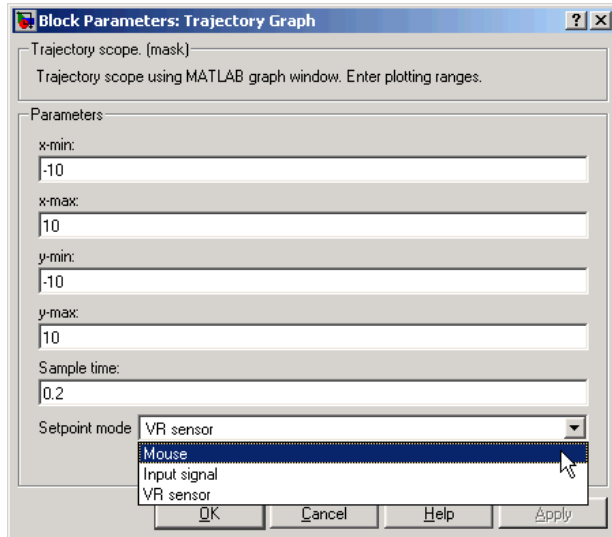 Block Parameters: Trajectory Graph
Trajectory scope. (mask)
Trajectory scope using MATLAB graph window. Enter plotting ranges.
Parameters
x-min:
-10
x-max:
10
y-min:
-10
y-max:
10
Sample time:
0.2
Setpoint mode VR sensor
Mouse
Input signal
VR sensor
OK Cancel Help Apply